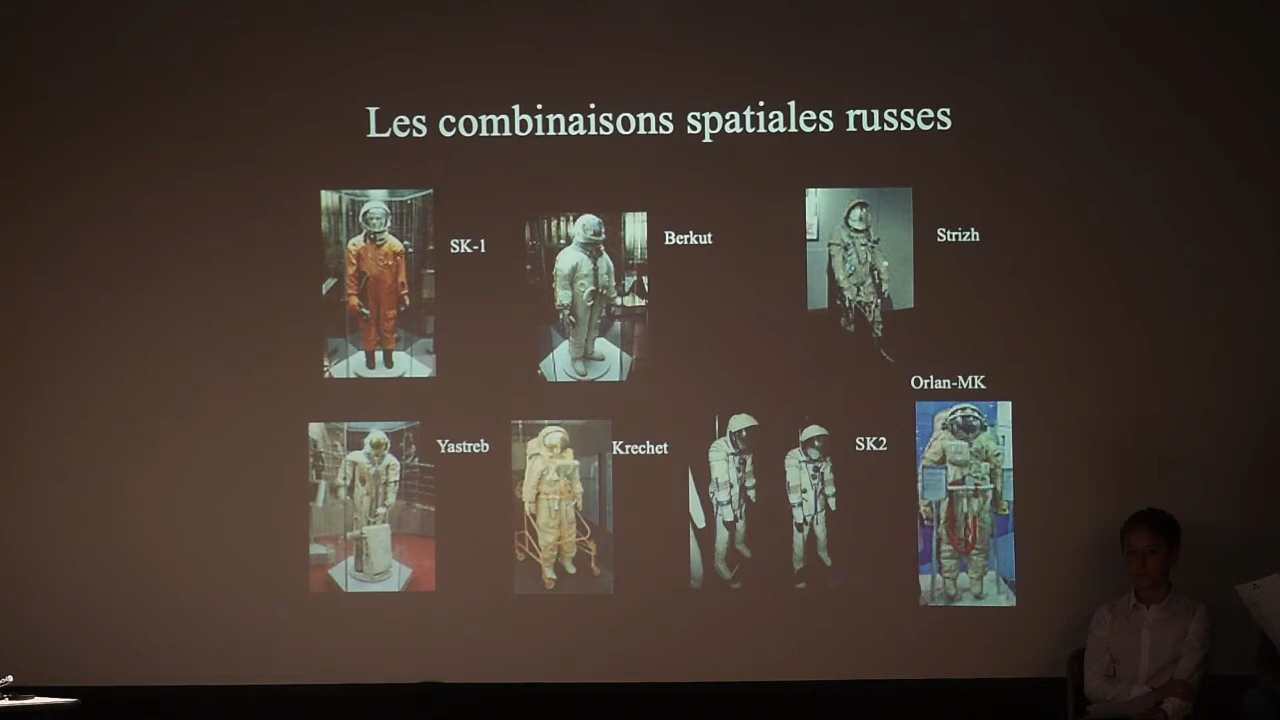 Les combinaisons spatiales russes
SK-1
Berkut
Strizh
Orlan-MK
Yastreb
Krechet
SK2